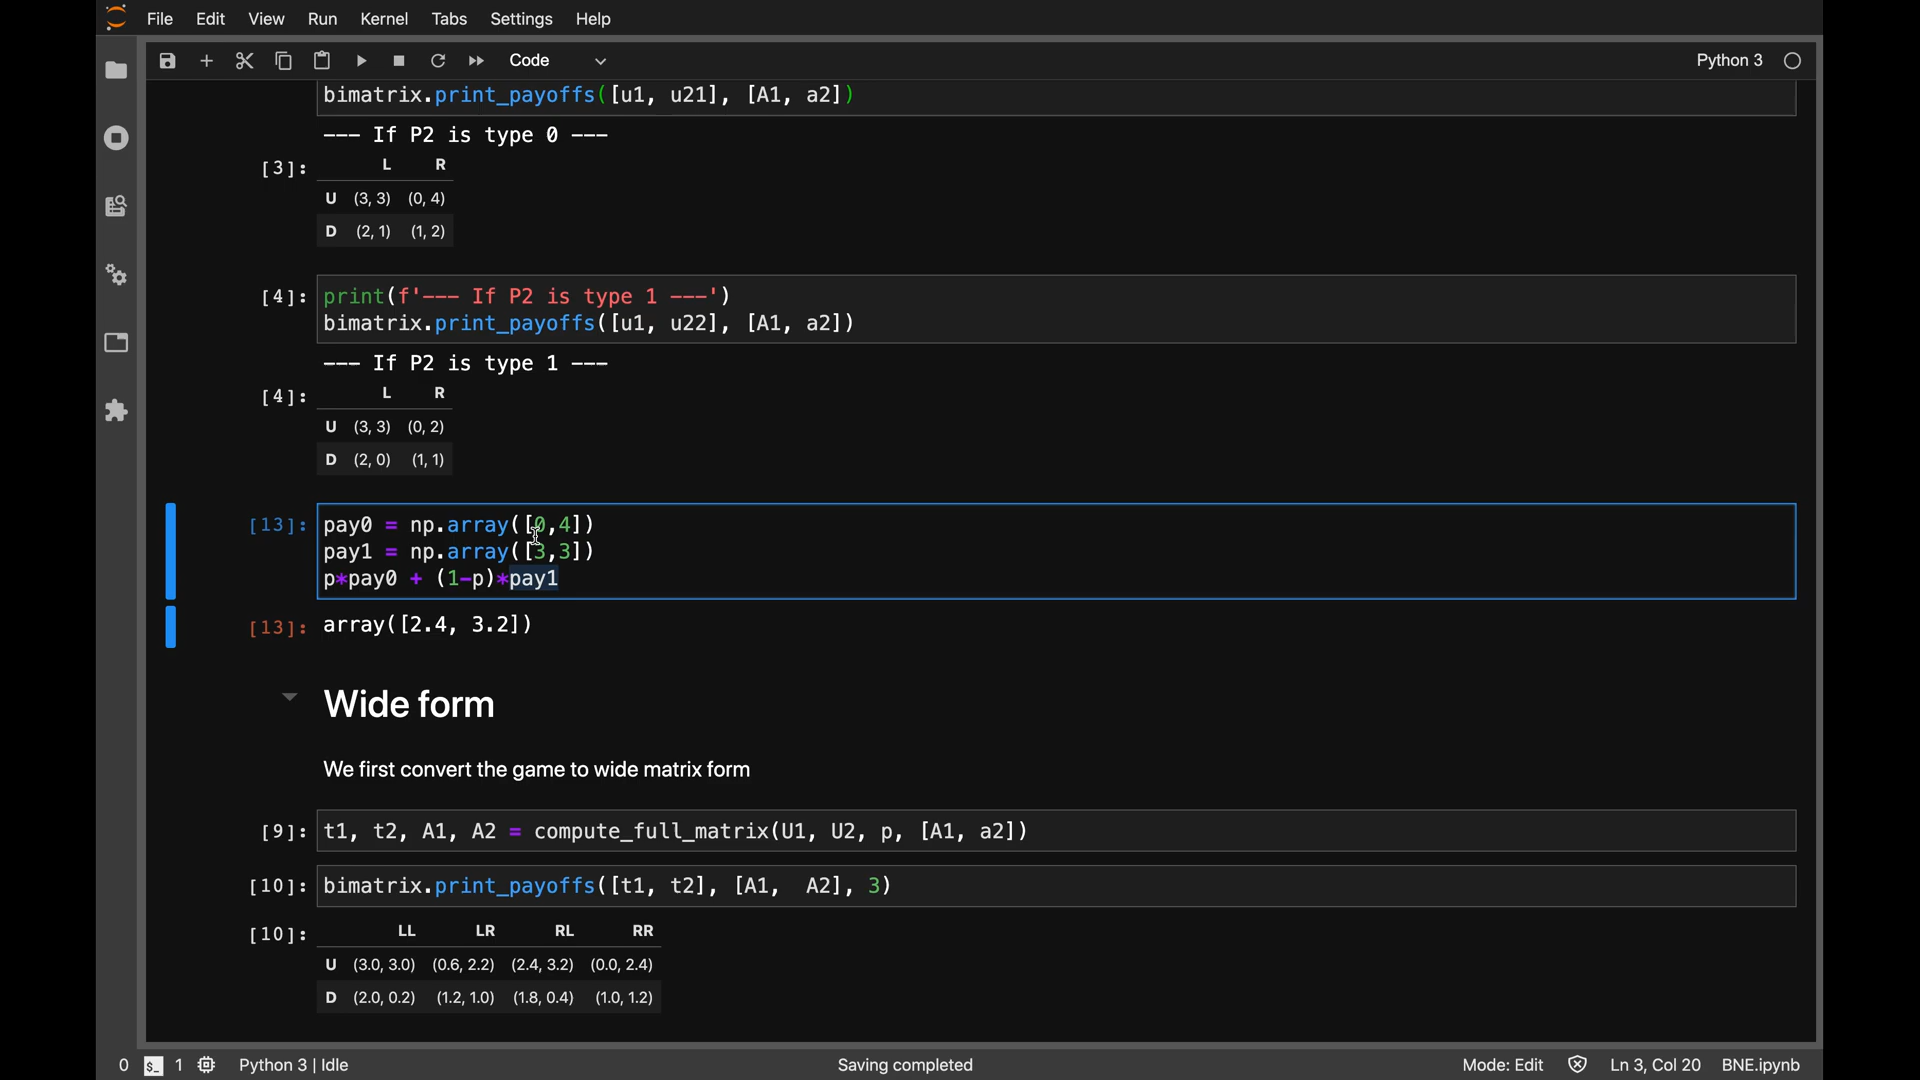 File Edit View Run Kernel Tabs Settings Help
Code
Python 3
bimatrix.print_payoffs([u1, u21], [A1, a2])
--- If P2 is type 0 ---
[3]:
L R
U (3, 3) (0, 4)
D (2, 1) (1, 2)
[4]: print(f'--- If P2 is type 1 ---')
bimatrix.print_payoffs([u1, u22], [A1, a2])
--- If P2 is type 1 ---
[4]:
L R
U (3, 3) (0, 2)
D (2, 0) (1, 1)
[13]: pay0 = np.array([0,4])
pay1 = np.array([3,3])
p*pay0 + (1-p)*pay1
[13]: array([2.4, 3.2])
Wide form
We first convert the game to wide matrix form
[9]: t1, t2, A1, A2 = compute_full_matrix(U1, U2, p, [A1, a2])
[10]: bimatrix.print_payoffs([t1, t2], [A1,  A2], 3)
[10]:
LL LR RL RR
U (3.0, 3.0) (0.6, 2.2) (2.4, 3.2) (0.0, 2.4)
D (2.0, 0.2) (1.2, 1.0) (1.8, 0.4) (1.0, 1.2)
0 $_ 1 Python 3 | Idle Saving completed Mode: Edit Ln 3, Col 20 BNE.ipynb